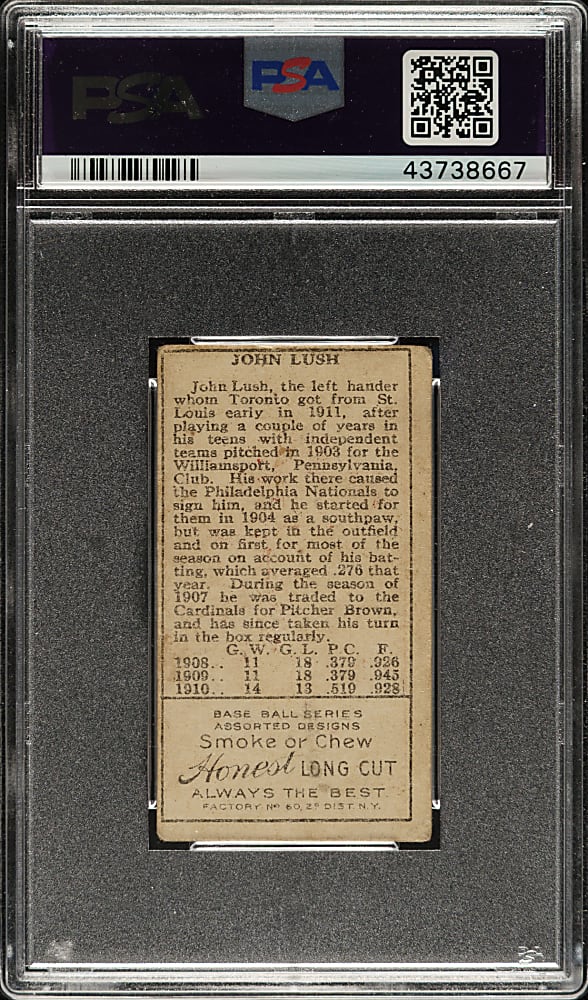 PSA PSA
43738667
JOHN LUSH
John Lush, the left hander
whom Toronto got from St.
Louis early in 1911, after
playing a couple of years in
his teens with independent
teams pitched in 1903 for the
Williamsport, Pennsylvania,
Club. His work there caused
the Philadelphia Nationals to
sign him, and he started for
them in 1904 as a southpaw,
but was kept in the outfield
and on first for most of the
season on account of his bat-
ting, which averaged .276 that
year. During the season of
1907 he was traded to the
Cardinals for Pitcher Brown,
and has since taken his turn
in the box regularly.
G. W. G. L. P. C. F.
1908.. 11 18 .379 .926
1909.. 11 18 .379 .945
1910.. 14 13 .519 .928
BASE BALL SERIES
ASSORTED DESIGNS
Smoke or Chew
Honest LONG CUT
ALWAYS THE BEST
FACTORY Nº 60, 2ᴰ DIST. N.Y.